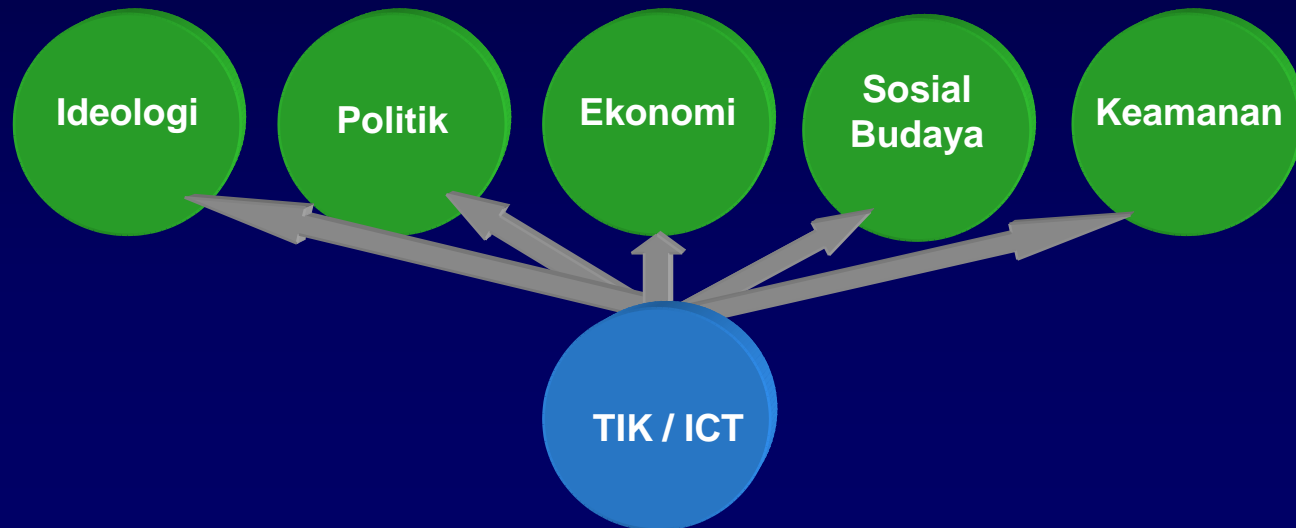 Ideologi
Politik
Ekonomi
Sosial
Budaya
Keamanan
TIK / ICT